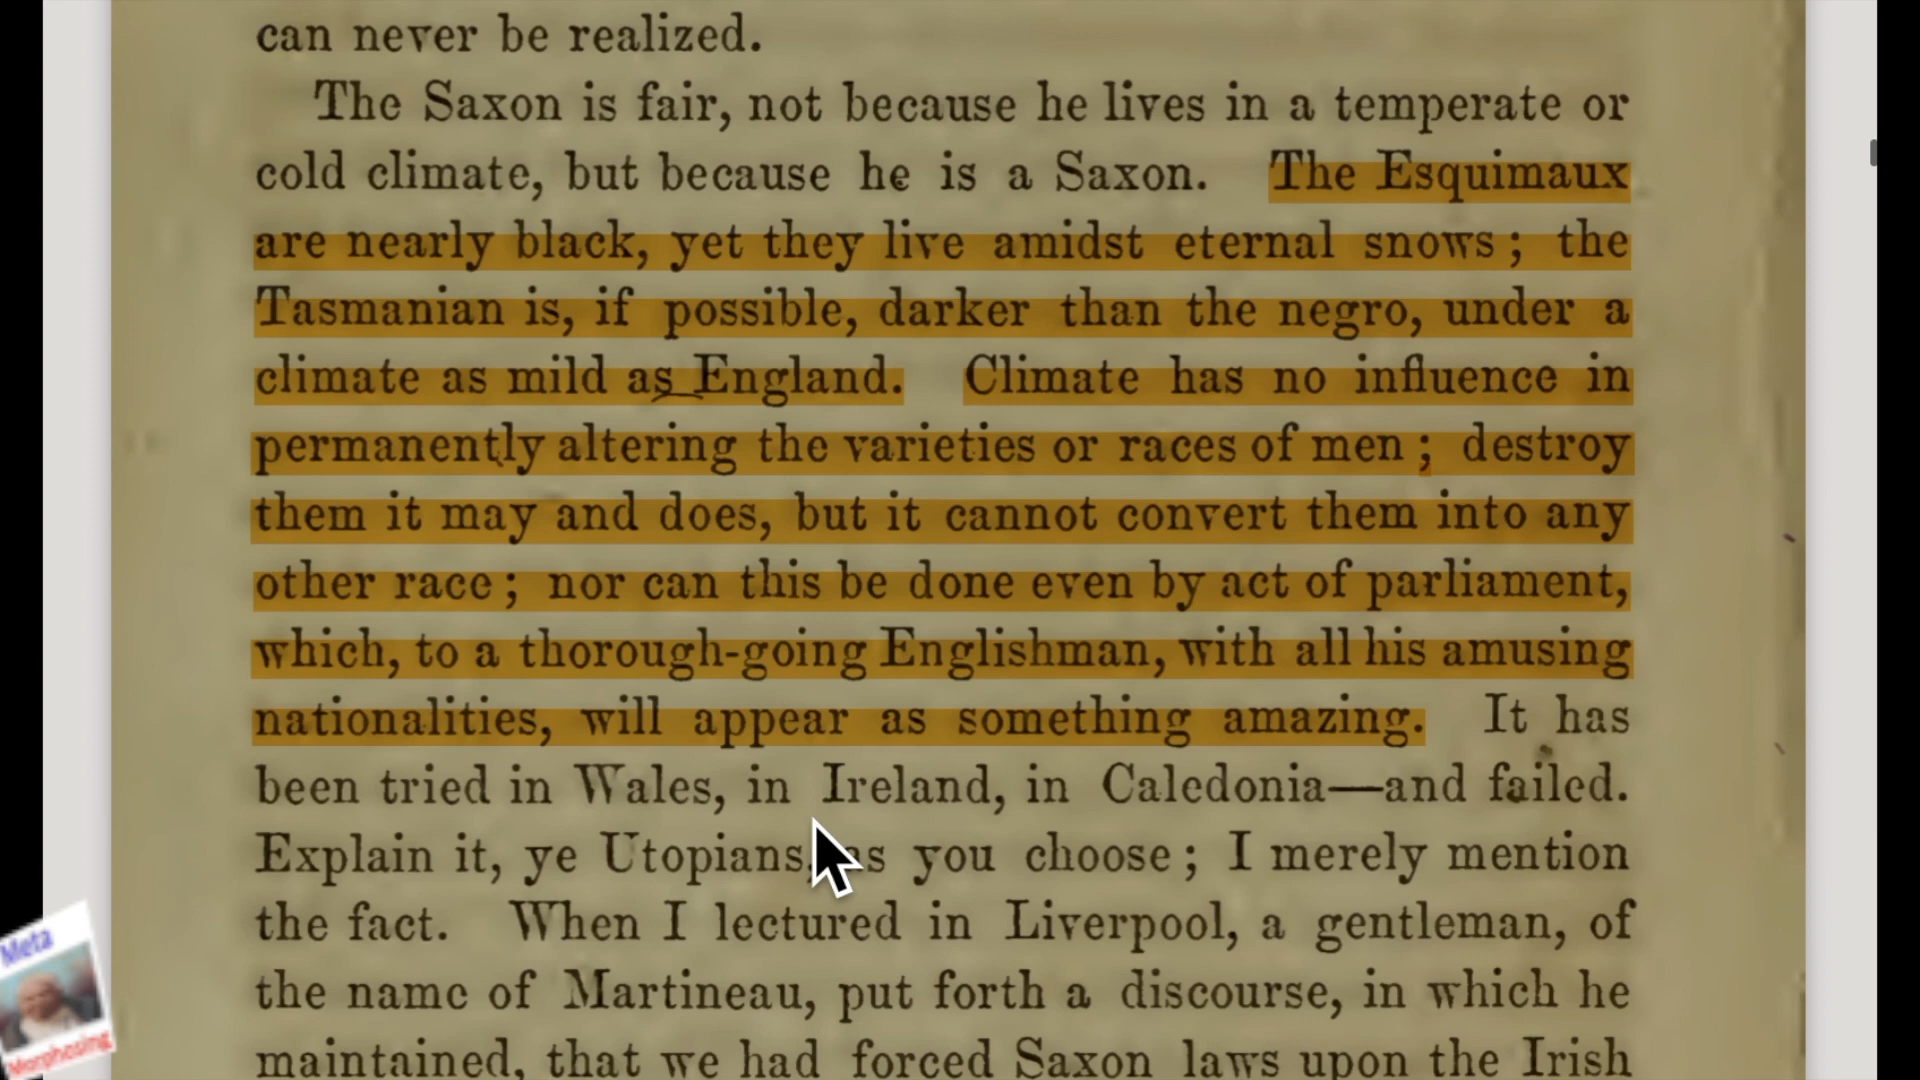 can never be realized.
The Saxon is fair, not because he lives in a temperate or
cold climate, but because he is a Saxon. The Esquimaux
are nearly black, yet they live amidst eternal snows; the
Tasmanian is, if possible, darker than the negro, under a
climate as mild as England. Climate has no influence in
permanently altering the varieties or races of men; destroy
them it may and does, but it cannot convert them into any
other race; nor can this be done even by act of parliament,
which, to a thorough-going Englishman, with all his amusing
nationalities, will appear as something amazing. It has
been tried in Wales, in Ireland, in Caledonia—and failed.
Explain it, ye Utopians, as you choose; I merely mention
the fact. When I lectured in Liverpool, a gentleman, of
the name of Martineau, put forth a discourse, in which he
maintained, that we had forced Saxon laws upon the Irish
Meta
Morphosing